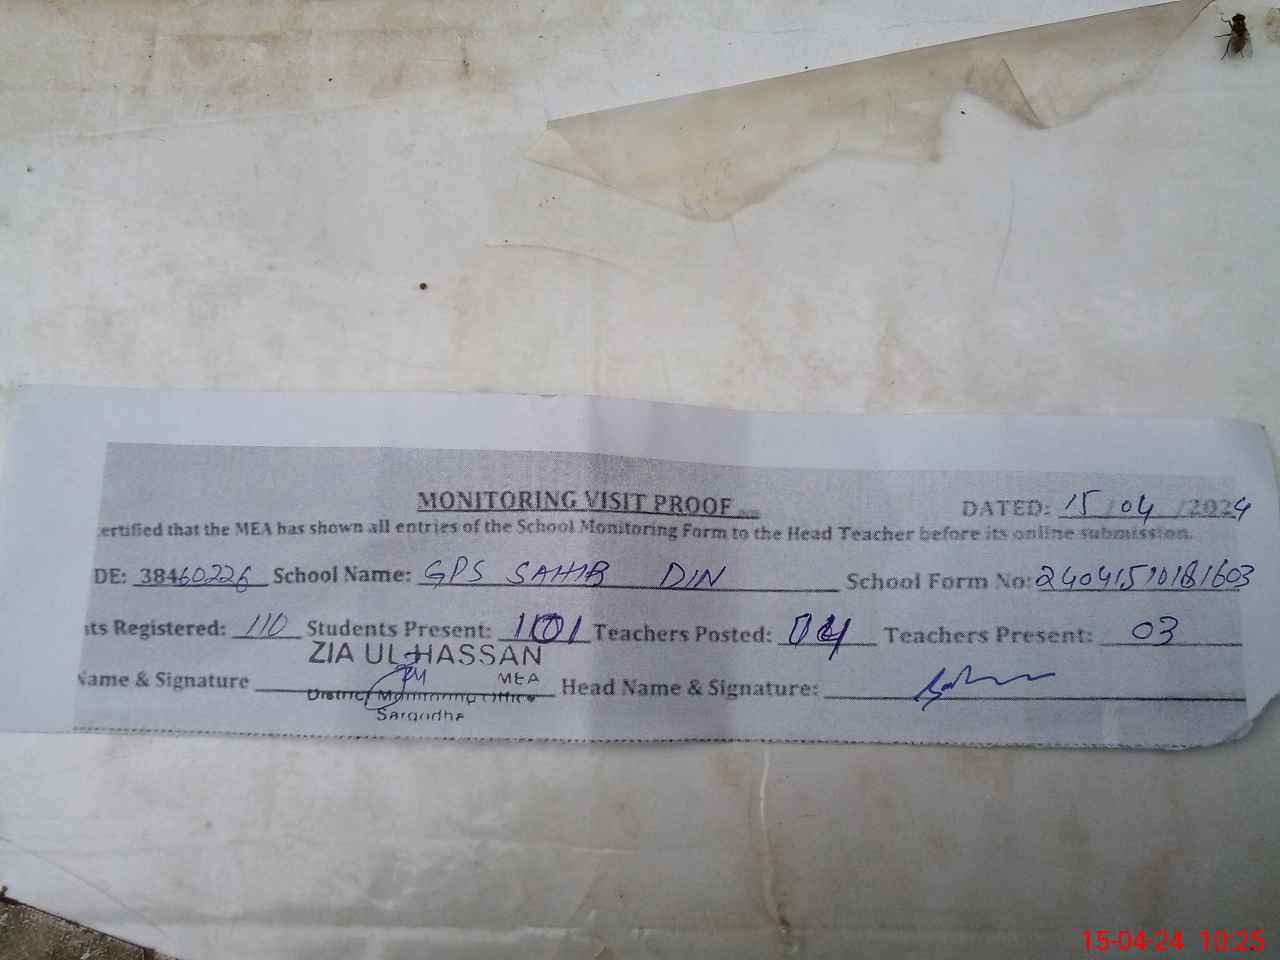 MONITORING VISIT PROOF
DATED: 15/04/2024
ertified that the MEA has shown all entries of the School Monitoring Form to the Head Teacher before its online submission.
DE: 38460226 School Name: GPS SAHIB DIN School Form No:
ts Registered: 110 Students Present: 101 Teachers Posted: 04 Teachers Present: 03
ZIA UL HASSAN
MEA
Name & Signature Head Name & Signature:
District Monitoring Office
Sargodha
15-04-24 10:25